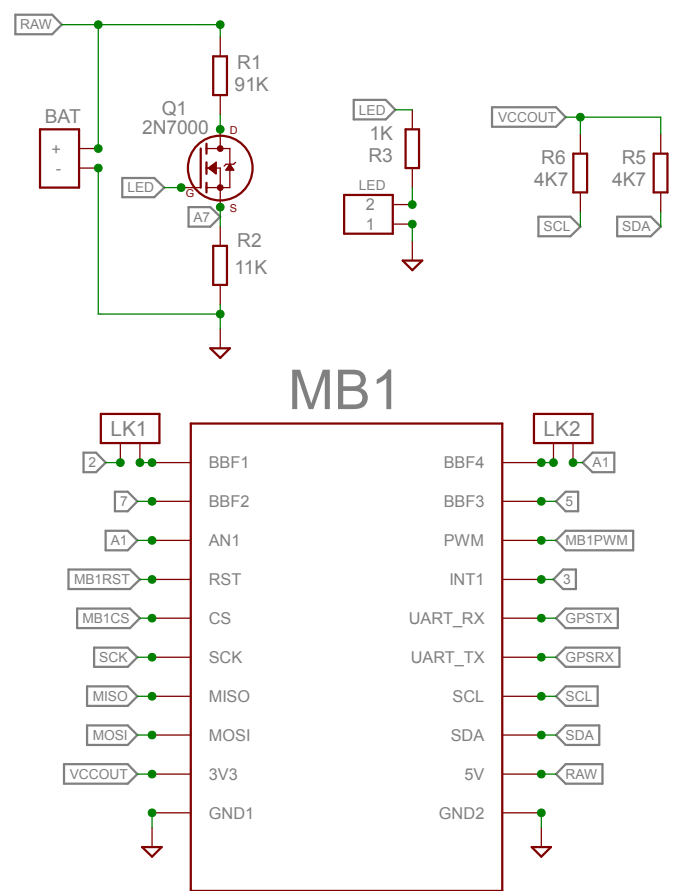 RAW
R1
91K
Q1
2N7000
D
BAT
+
-
LED
G
S
A7
R2
11K
LED
1K
R3
LED
2
1
VCCOUT
R6
4K7
R5
4K7
SCL
SDA
MB1
LK1
LK2
2
BBF1
BBF4
A1
7
BBF2
BBF3
5
A1
AN1
PWM
MB1PWM
MB1RST
RST
INT1
3
MB1CS
CS
UART_RX
GPSTX
SCK
SCK
UART_TX
GPSRX
MISO
MISO
SCL
SCL
MOSI
MOSI
SDA
SDA
VCCOUT
3V3
5V
RAW
GND1
GND2